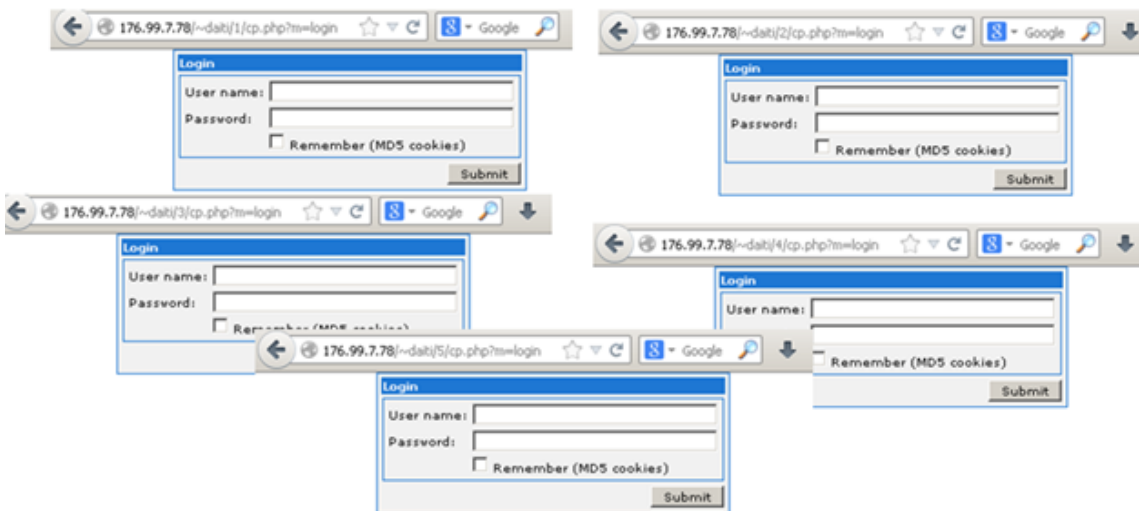 176.99.7.78/~daiti/1/cp.php?m=login Google
Login
User name:
Password:
Remember (MD5 cookies)
Submit
176.99.7.78/~daiti/2/cp.php?m=login Google
Login
User name:
Password:
Remember (MD5 cookies)
Submit
176.99.7.78/~daiti/3/cp.php?m=login Google
Login
User name:
Password:
Remember (MD5 cookies)
176.99.7.78/~daiti/4/cp.php?m=login Google
Login
User name:
Remember (MD5 cookies)
Submit
176.99.7.78/~daiti/5/cp.php?m=login Google
Login
User name:
Password:
Remember (MD5 cookies)
Submit